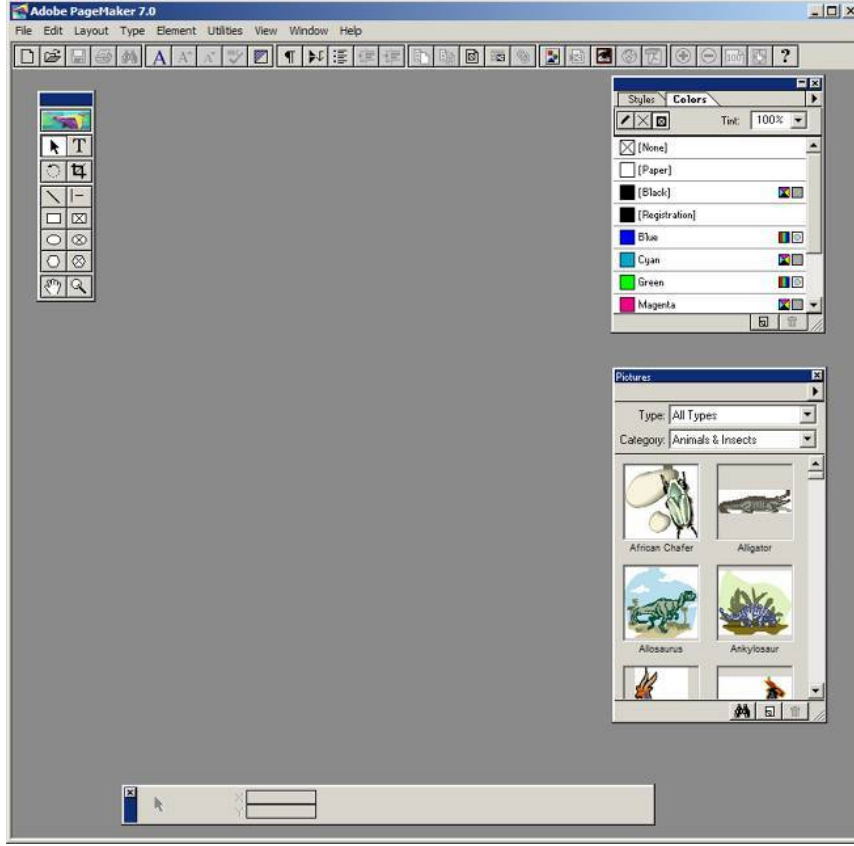 Adobe PageMaker 7.0
File Edit Layout Type Element Utilities View Window Help
Styles Colors
Tint: 100%
[None]
[Paper]
[Black]
[Registration]
Blue
Cyan
Green
Magenta
Pictures
Type: All Types
Category: Animals & Insects
African Chafer Alligator
Allosaurus Ankylosaur
X
Y